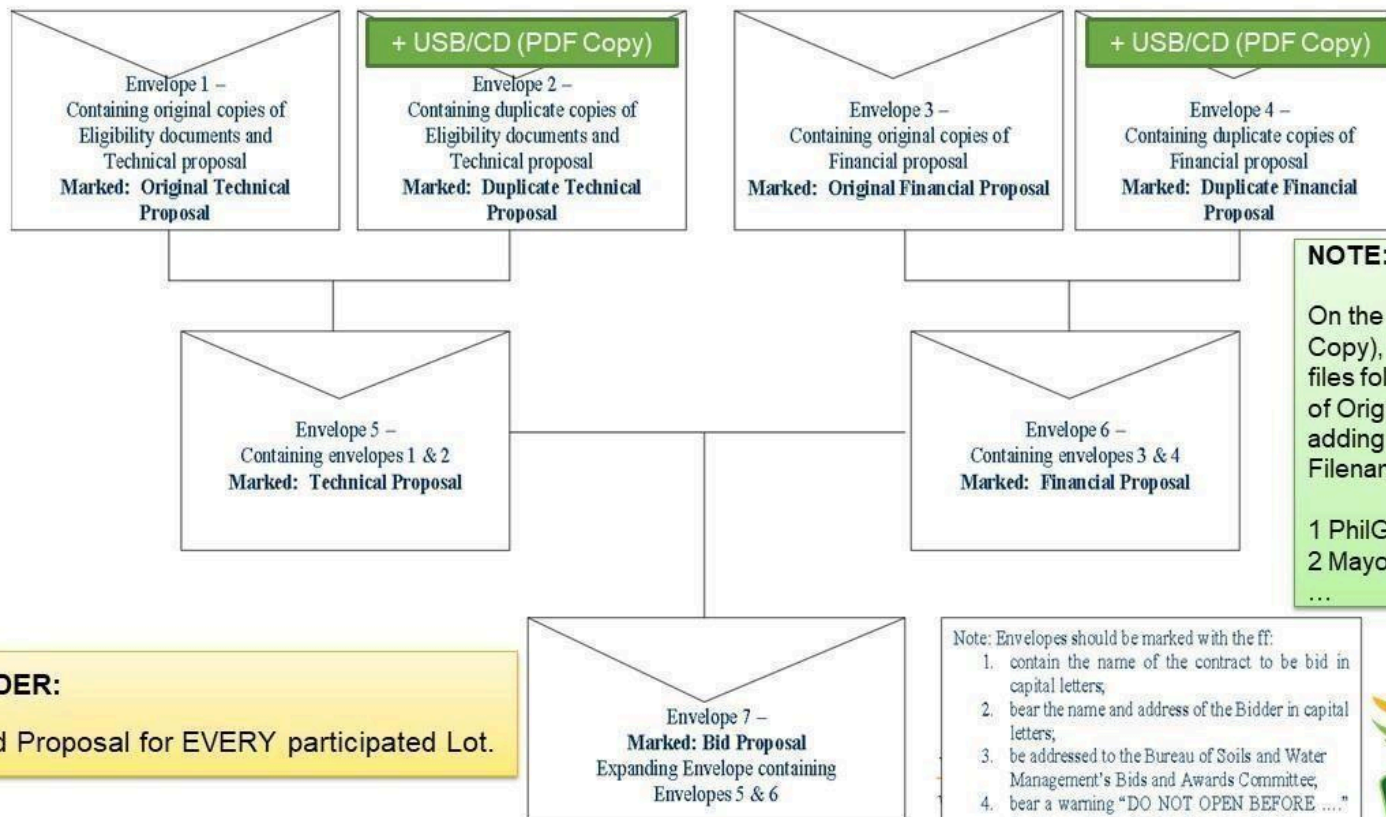 + USB/CD (PDF Copy)
+ USB/CD (PDF Copy)
Envelope 1 –
Containing original copies of
Eligibility documents and
Technical proposal
Marked: Original Technical
Proposal
Envelope 2 –
Containing duplicate copies of
Eligibility documents and
Technical proposal
Marked: Duplicate Technical
Proposal
Envelope 3 –
Containing original copies of
Financial proposal
Marked: Original Financial Proposal
Envelope 4 –
Containing duplicate copies of
Financial proposal
Marked: Duplicate Financial
Proposal
NOTE:
On the
Copy),
files fol
of Orig
adding
Filenar
1 PhilG
2 Mayo
...
Envelope 5 –
Containing envelopes 1 & 2
Marked: Technical Proposal
Envelope 6 –
Containing envelopes 3 & 4
Marked: Financial Proposal
DER:
d Proposal for EVERY participated Lot.
Envelope 7 –
Marked: Bid Proposal
Expanding Envelope containing
Envelopes 5 & 6
Note: Envelopes should be marked with the ff:
1. contain the name of the contract to be bid in
capital letters;
2. bear the name and address of the Bidder in capital
letters;
3. be addressed to the Bureau of Soils and Water
Management's Bids and Awards Committee;
4. bear a warning “DO NOT OPEN BEFORE ….”